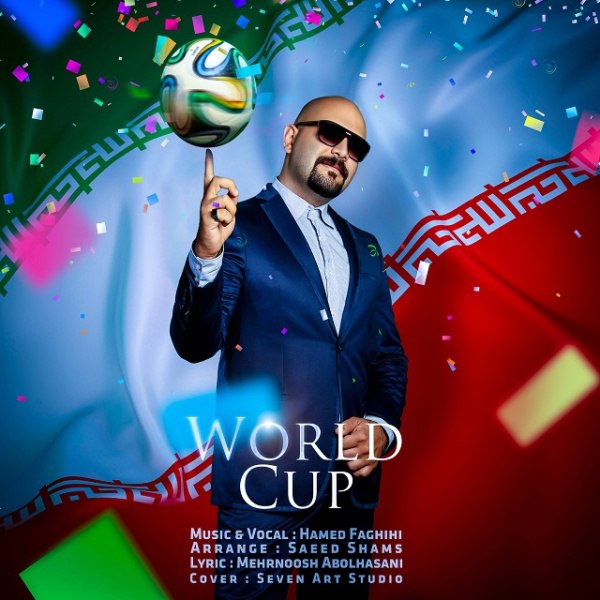 World
Cup
Music & Vocal : Hamed Faghihi
Arrange : Saeed Shams
Lyric : Mehrnoosh Abolhasani
Cover : Seven Art Studio